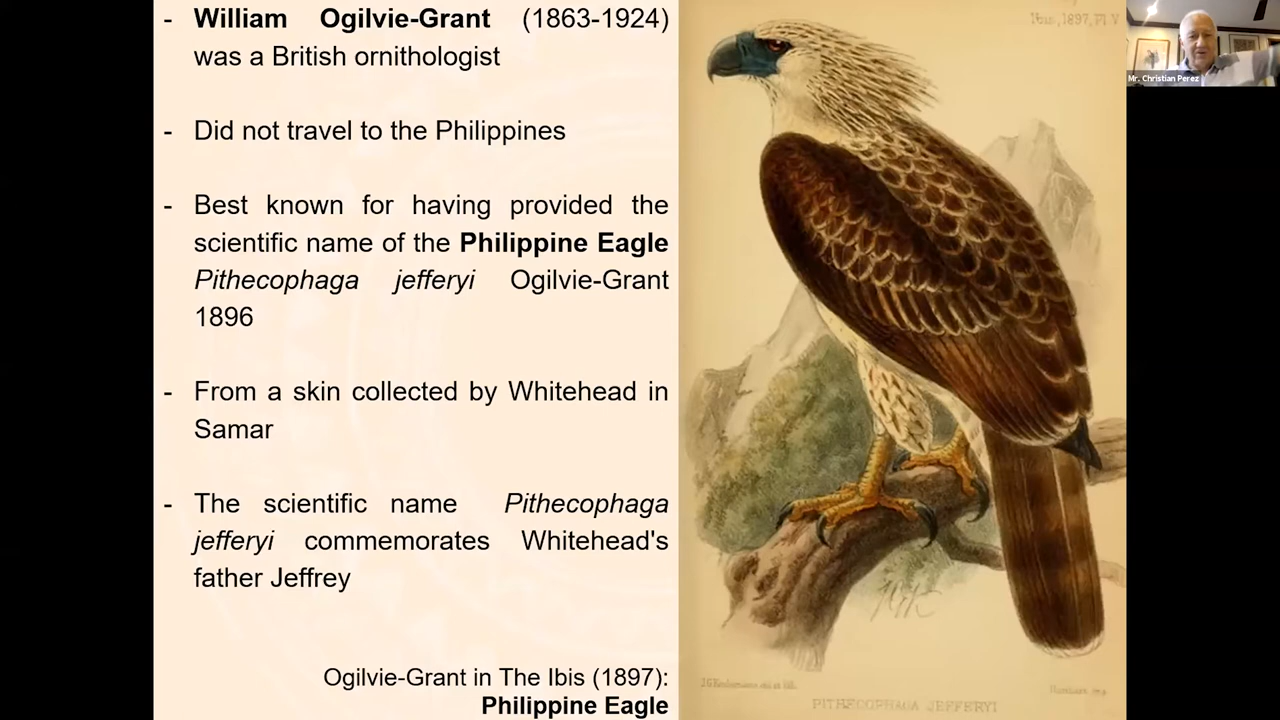 - William Ogilvie-Grant (1863-1924)
was a British ornithologist
- Did not travel to the Philippines
- Best known for having provided the
scientific name of the Philippine Eagle
Pithecophaga jefferyi Ogilvie-Grant
1896
- From a skin collected by Whitehead in
Samar
- The scientific name Pithecophaga
jefferyi commemorates Whitehead's
father Jeffrey
Ogilvie-Grant in The Ibis (1897):
Philippine Eagle
Ibis, 1897, Pl. V
PITHECOPHAGA JEFFERYI
Mr. Christian Perez